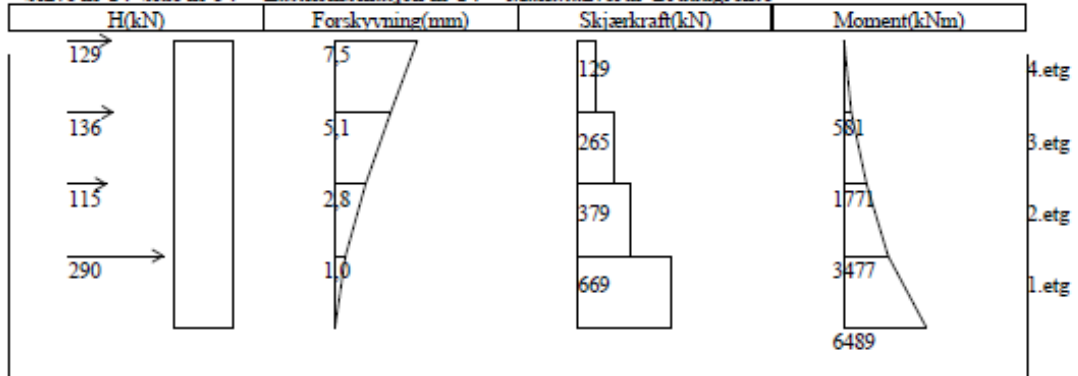 H(kN) Forskyvning(mm) Skjærkraft(kN) Moment(kNm)
129 7,5 129 4.etg
136 5,1 265 581 3.etg
115 2,8 379 1771 2.etg
290 1,0 669 3477 1.etg
6489